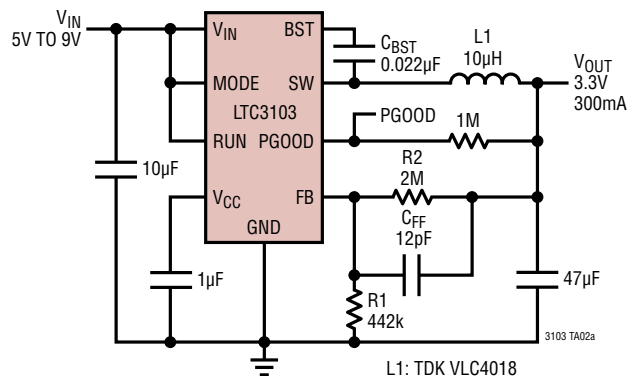 VIN
5V TO 9V
VIN
BST
CBST
0.022µF
L1
10µH
VOUT
3.3V
300mA
MODE
SW
LTC3103
PGOOD
1M
RUN
PGOOD
10µF
R2
2M
VCC
FB
CFF
12pF
GND
1µF
47µF
R1
442k
3103 TA02a
L1: TDK VLC4018